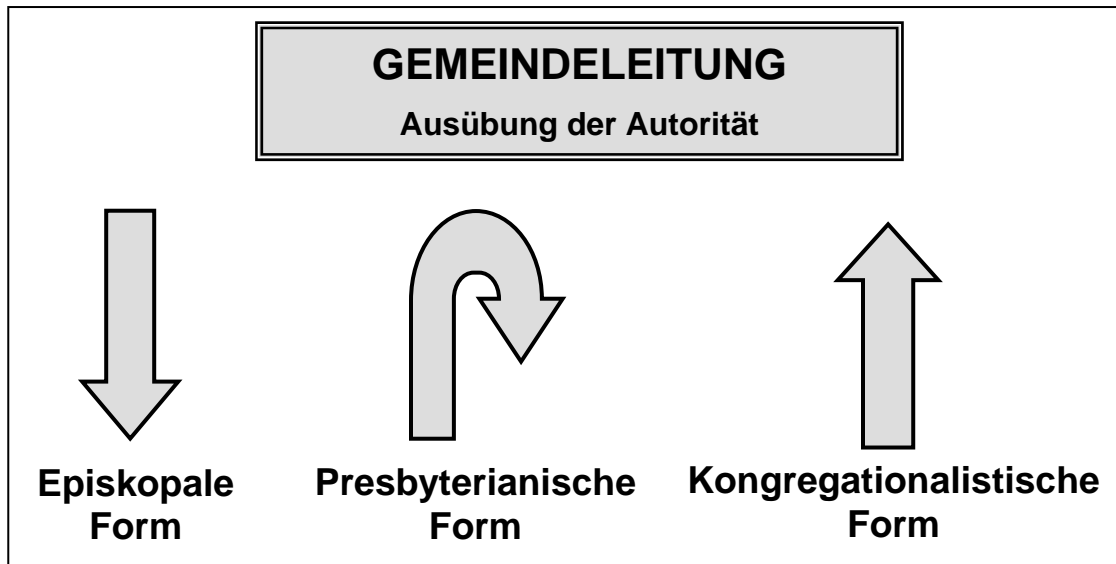 GEMEINDELEITUNG
Ausübung der Autorität
Episkopale
Form
Presbyterianische
Form
Kongregationalistische
Form